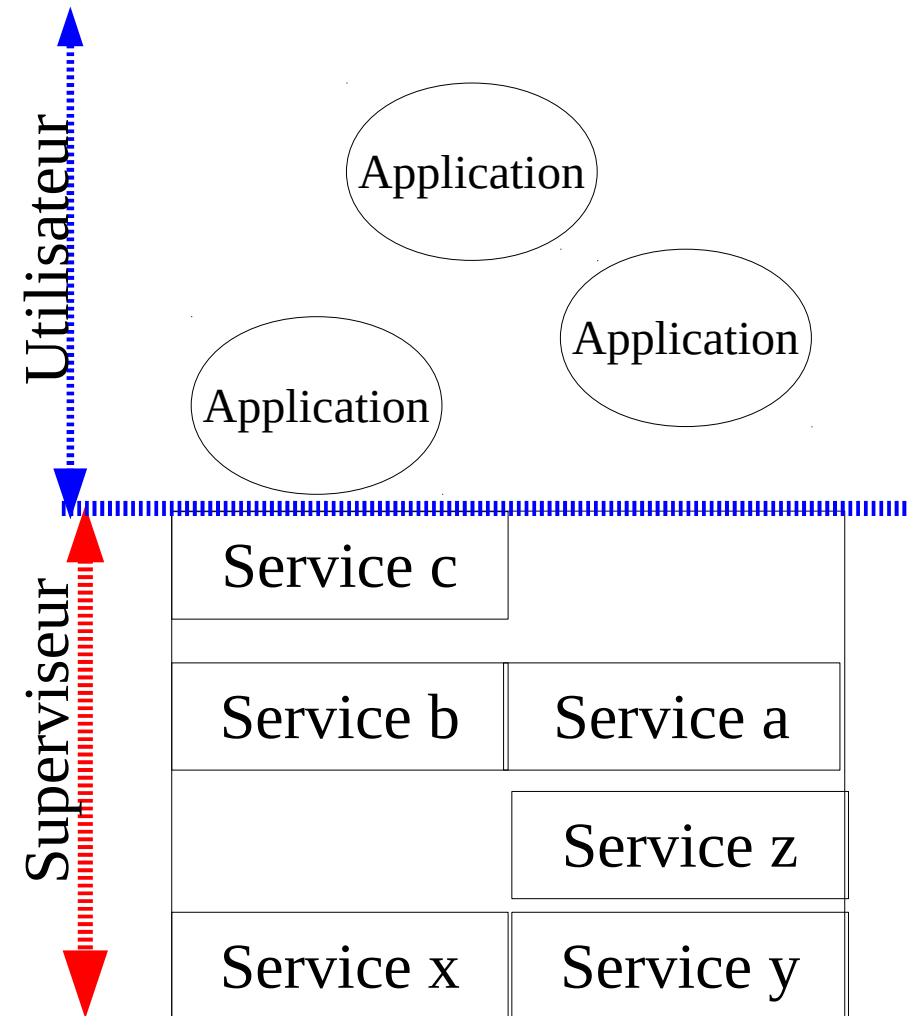 Utilisateur
Application
Application
Application
Superviseur
Service c
Service b
Service a
Service z
Service x
Service y